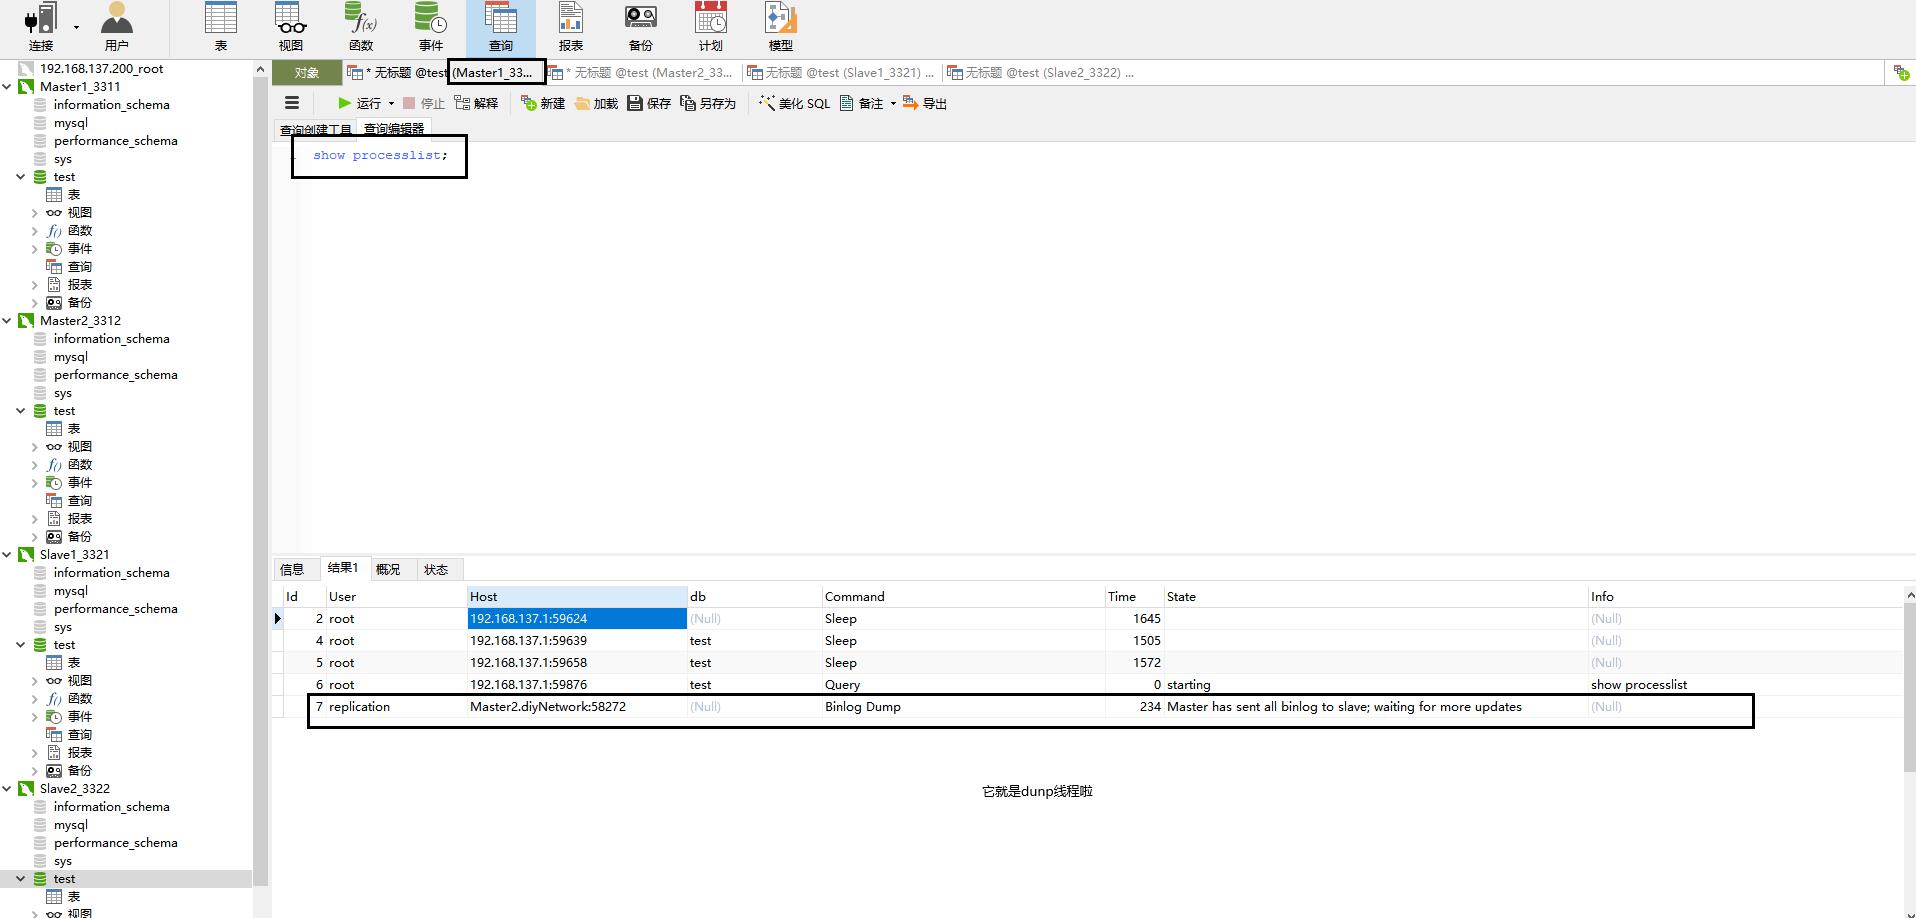 连接
用户
表
视图
函数
事件
查询
报表
备份
计划
模型
192.168.137.200_root
Master1_3311
information_schema
mysql
performance_schema
sys
test
表
视图
函数
事件
查询
报表
备份
Master2_3312
information_schema
mysql
performance_schema
sys
test
表
视图
函数
事件
查询
报表
备份
Slave1_3321
information_schema
mysql
performance_schema
sys
test
表
视图
函数
事件
查询
报表
备份
Slave2_3322
information_schema
mysql
performance_schema
sys
test
表
视图
对象 * 无标题 @test (Master1_33... * 无标题 @test (Master2_33... 无标题 @test (Slave1_3321) ... 无标题 @test (Slave2_3322) ...
运行 停止 解释 新建 加载 保存 另存为 美化 SQL 备注 导出
查询创建工具 查询编辑器
show processlist;
信息 结果1 概况 状态
Id User Host db Command Time State Info
2 root 192.168.137.1:59624 (Null) Sleep 1645 (Null)
4 root 192.168.137.1:59639 test Sleep 1505 (Null)
5 root 192.168.137.1:59658 test Sleep 1572 (Null)
6 root 192.168.137.1:59876 test Query 0 starting show processlist
7 replication Master2.diyNetwork:58272 (Null) Binlog Dump 234 Master has sent all binlog to slave; waiting for more updates (Null)
它就是dunp线程啦